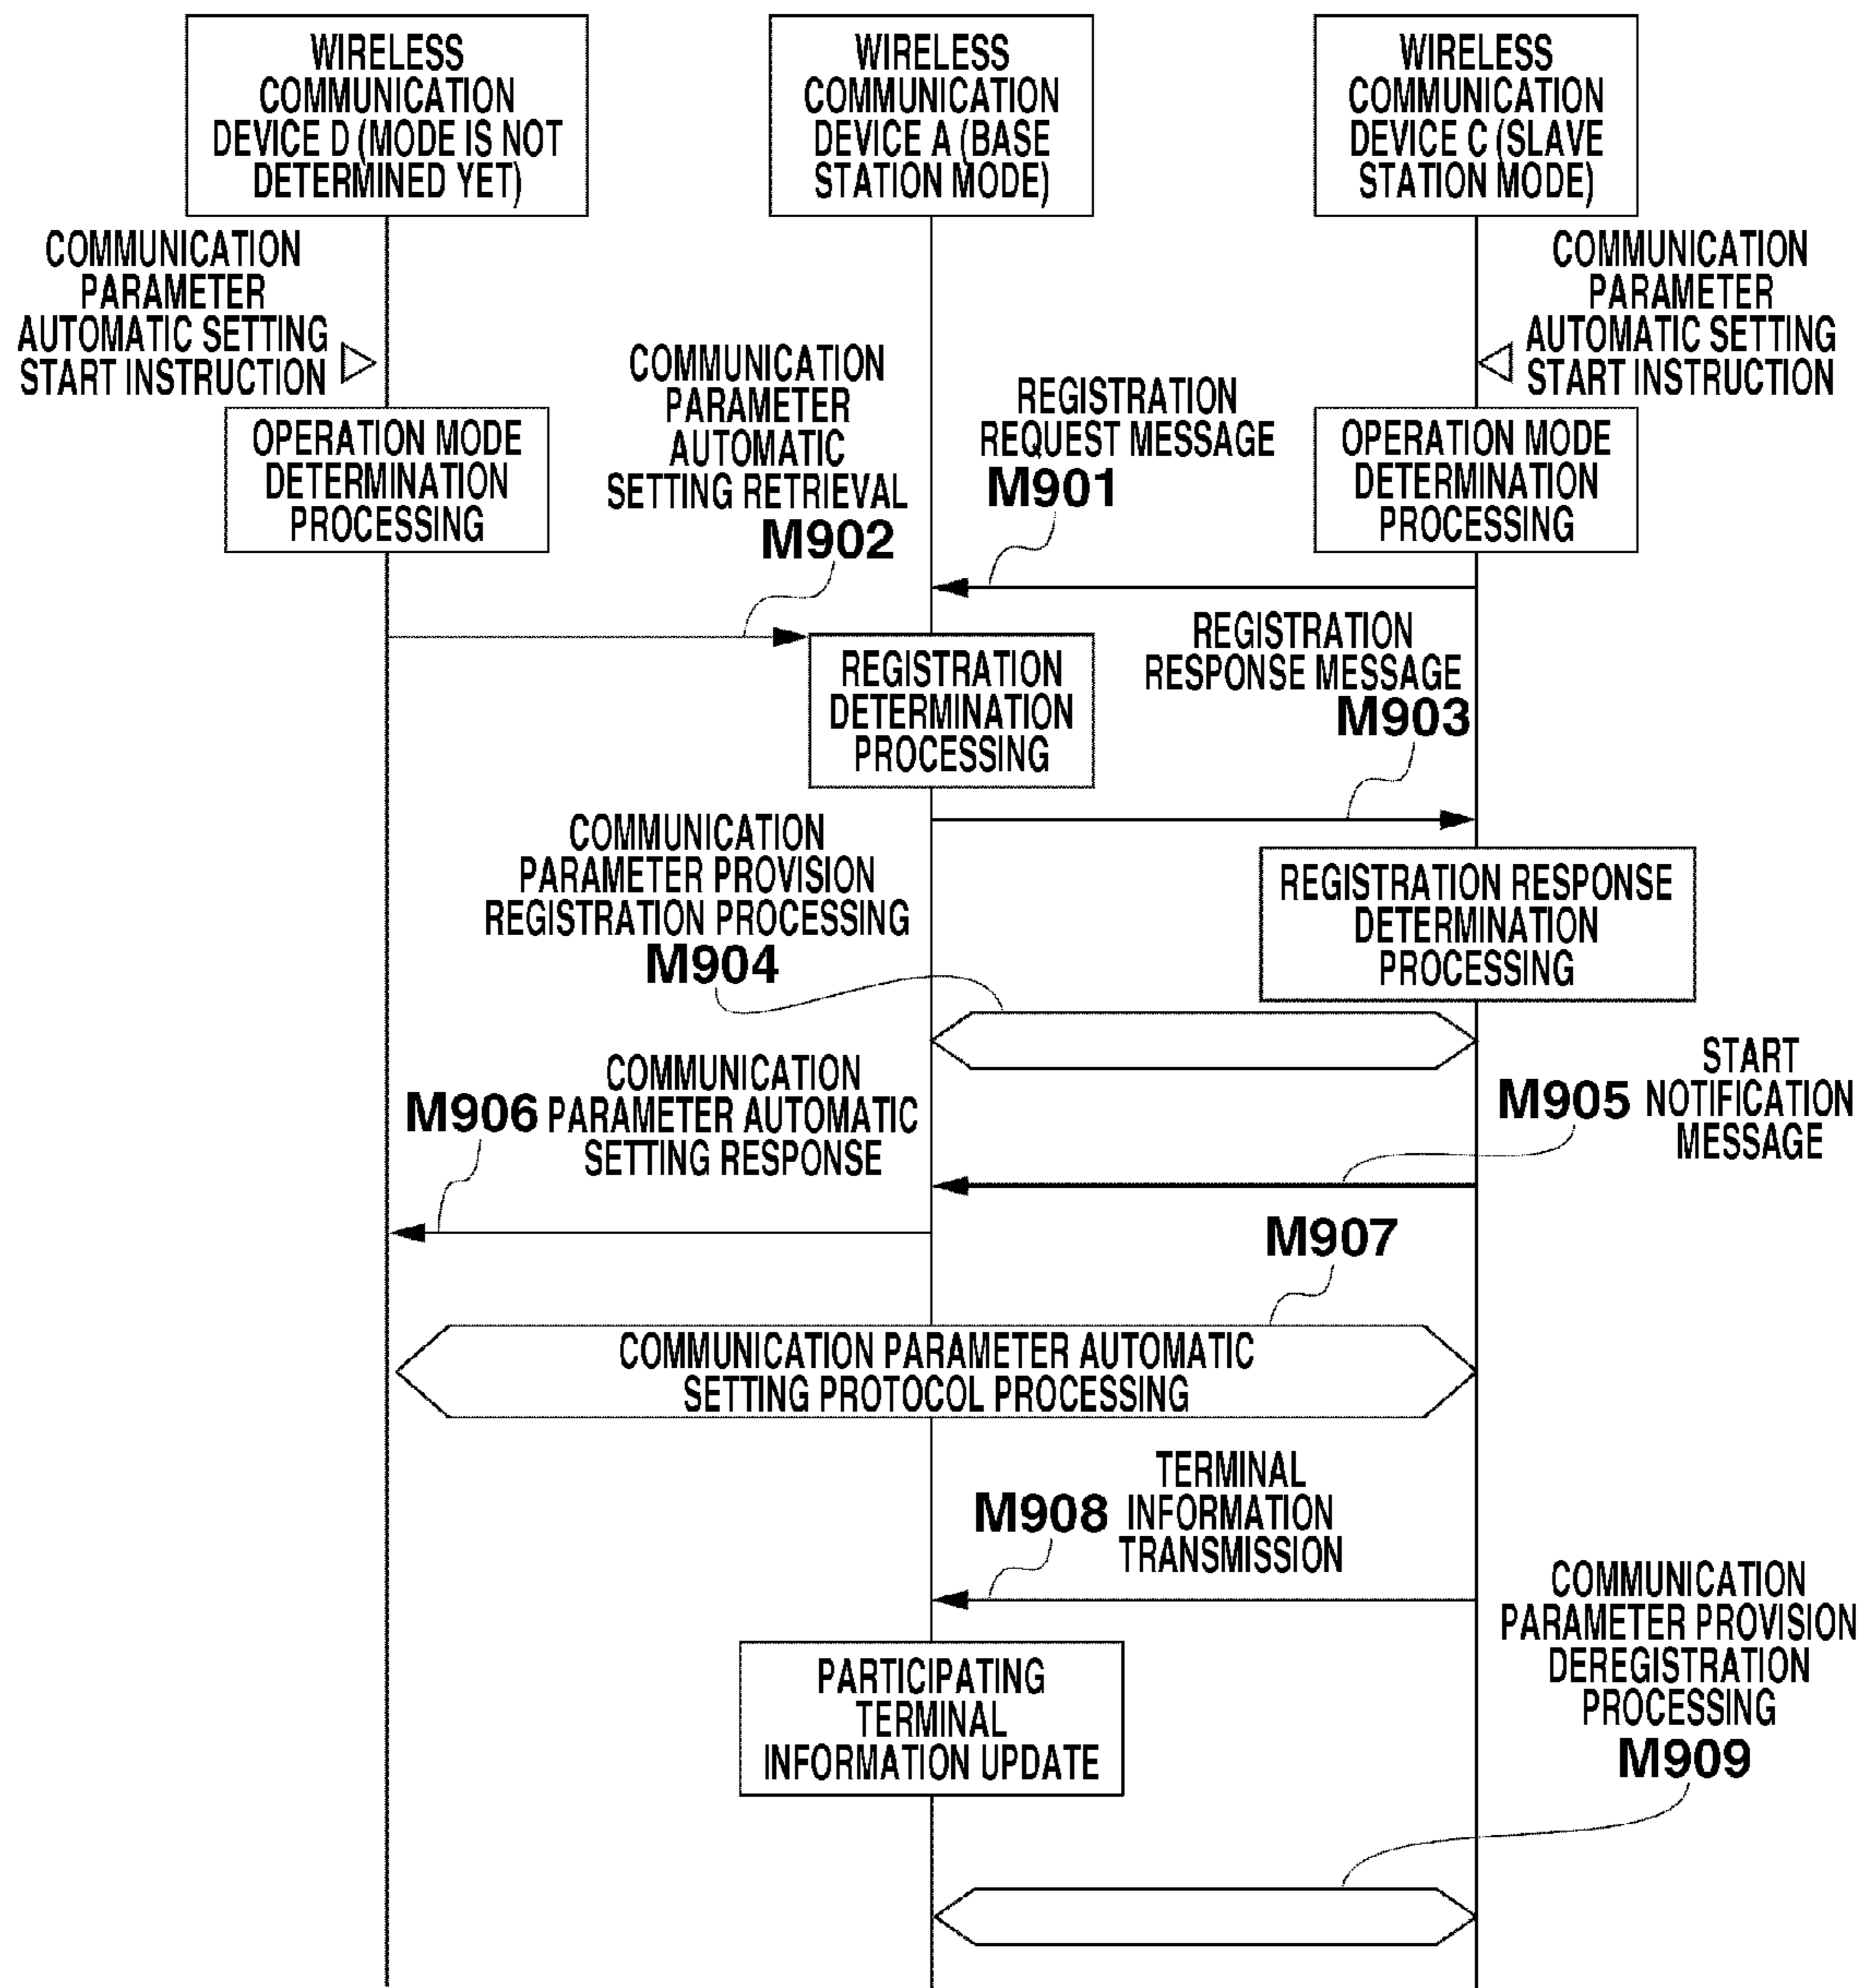 WIRELESS
COMMUNICATION
DEVICE D (MODE IS NOT
DETERMINED YET)
WIRELESS
COMMUNICATION
DEVICE A (BASE
STATION MODE)
WIRELESS
COMMUNICATION
DEVICE C (SLAVE
STATION MODE)
COMMUNICATION
PARAMETER
AUTOMATIC SETTING
START INSTRUCTION
COMMUNICATION
PARAMETER
AUTOMATIC SETTING
START INSTRUCTION
OPERATION MODE
DETERMINATION
PROCESSING
COMMUNICATION
PARAMETER
AUTOMATIC
SETTING RETRIEVAL
M902
REGISTRATION
REQUEST MESSAGE
M901
OPERATION MODE
DETERMINATION
PROCESSING
REGISTRATION
DETERMINATION
PROCESSING
REGISTRATION
RESPONSE MESSAGE
M903
COMMUNICATION
PARAMETER PROVISION
REGISTRATION PROCESSING
M904
REGISTRATION RESPONSE
DETERMINATION
PROCESSING
M905
START
NOTIFICATION
MESSAGE
M906
COMMUNICATION
PARAMETER AUTOMATIC
SETTING RESPONSE
M907
COMMUNICATION PARAMETER AUTOMATIC
SETTING PROTOCOL PROCESSING
M908
TERMINAL
INFORMATION
TRANSMISSION
PARTICIPATING
TERMINAL
INFORMATION UPDATE
COMMUNICATION
PARAMETER PROVISION
DEREGISTRATION
PROCESSING
M909